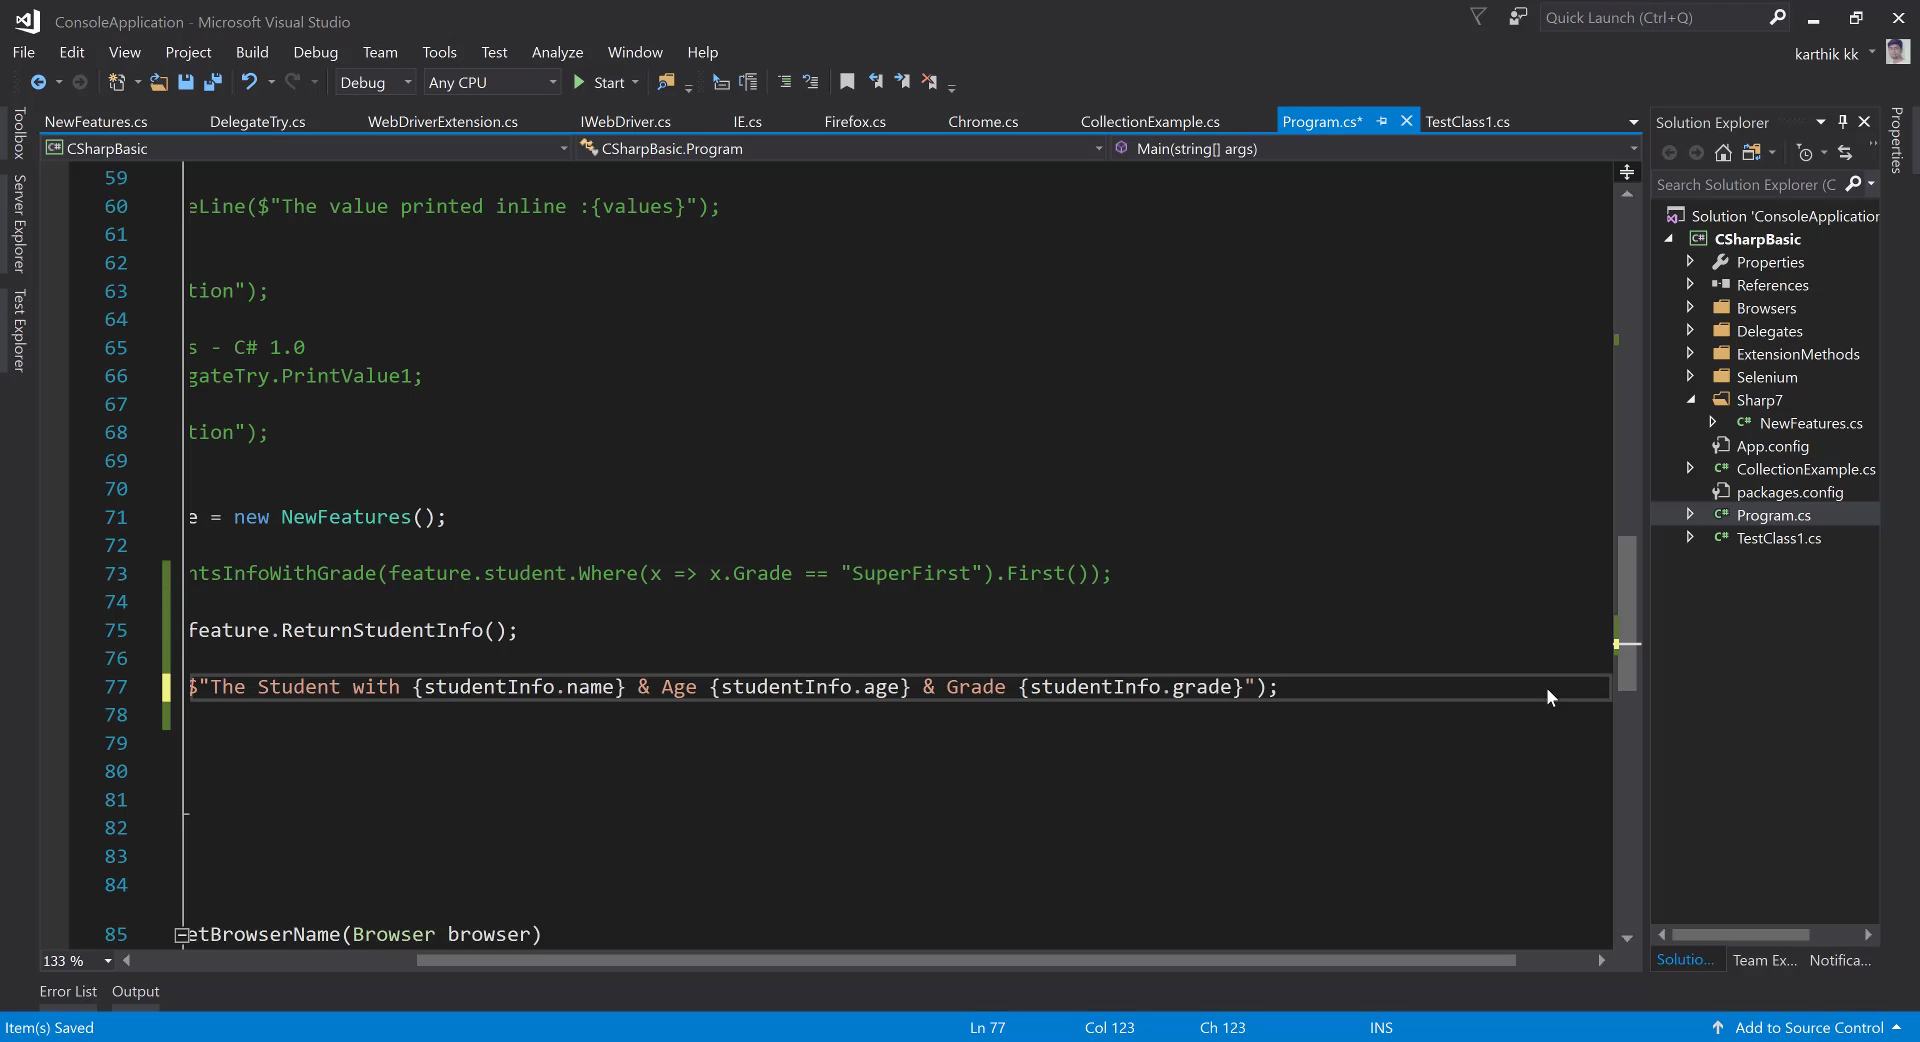 ConsoleApplication - Microsoft Visual Studio
Quick Launch (Ctrl+Q)
File Edit View Project Build Debug Team Tools Test Analyze Window Help
karthik kk
Debug Any CPU Start
NewFeatures.cs DelegateTry.cs WebDriverExtension.cs IWebDriver.cs IE.cs Firefox.cs Chrome.cs CollectionExample.cs Program.cs* TestClass1.cs
CSharpBasic CSharpBasic.Program Main(string[] args)
Toolbox
Server Explorer
Test Explorer
59
60 eLine($"The value printed inline :{values}");
61
62
63 tion");
64
65 s - C# 1.0
66 gateTry.PrintValue1;
67
68 tion");
69
70
71 e = new NewFeatures();
72
73 ntsInfoWithGrade(feature.student.Where(x => x.Grade == "SuperFirst").First());
74
75 feature.ReturnStudentInfo();
76
77 $"The Student with {studentInfo.name} & Age {studentInfo.age} & Grade {studentInfo.grade}");
78
79
80
81
82
83
84
85 etBrowserName(Browser browser)
133 %
Solution Explorer
Search Solution Explorer (C
Solution 'ConsoleApplication
C# CSharpBasic
Properties
References
Browsers
Delegates
ExtensionMethods
Selenium
Sharp7
C# NewFeatures.cs
App.config
C# CollectionExample.cs
packages.config
C# Program.cs
C# TestClass1.cs
Solutio... Team Ex... Notifica...
Properties
Error List Output
Item(s) Saved Ln 77 Col 123 Ch 123 INS Add to Source Control